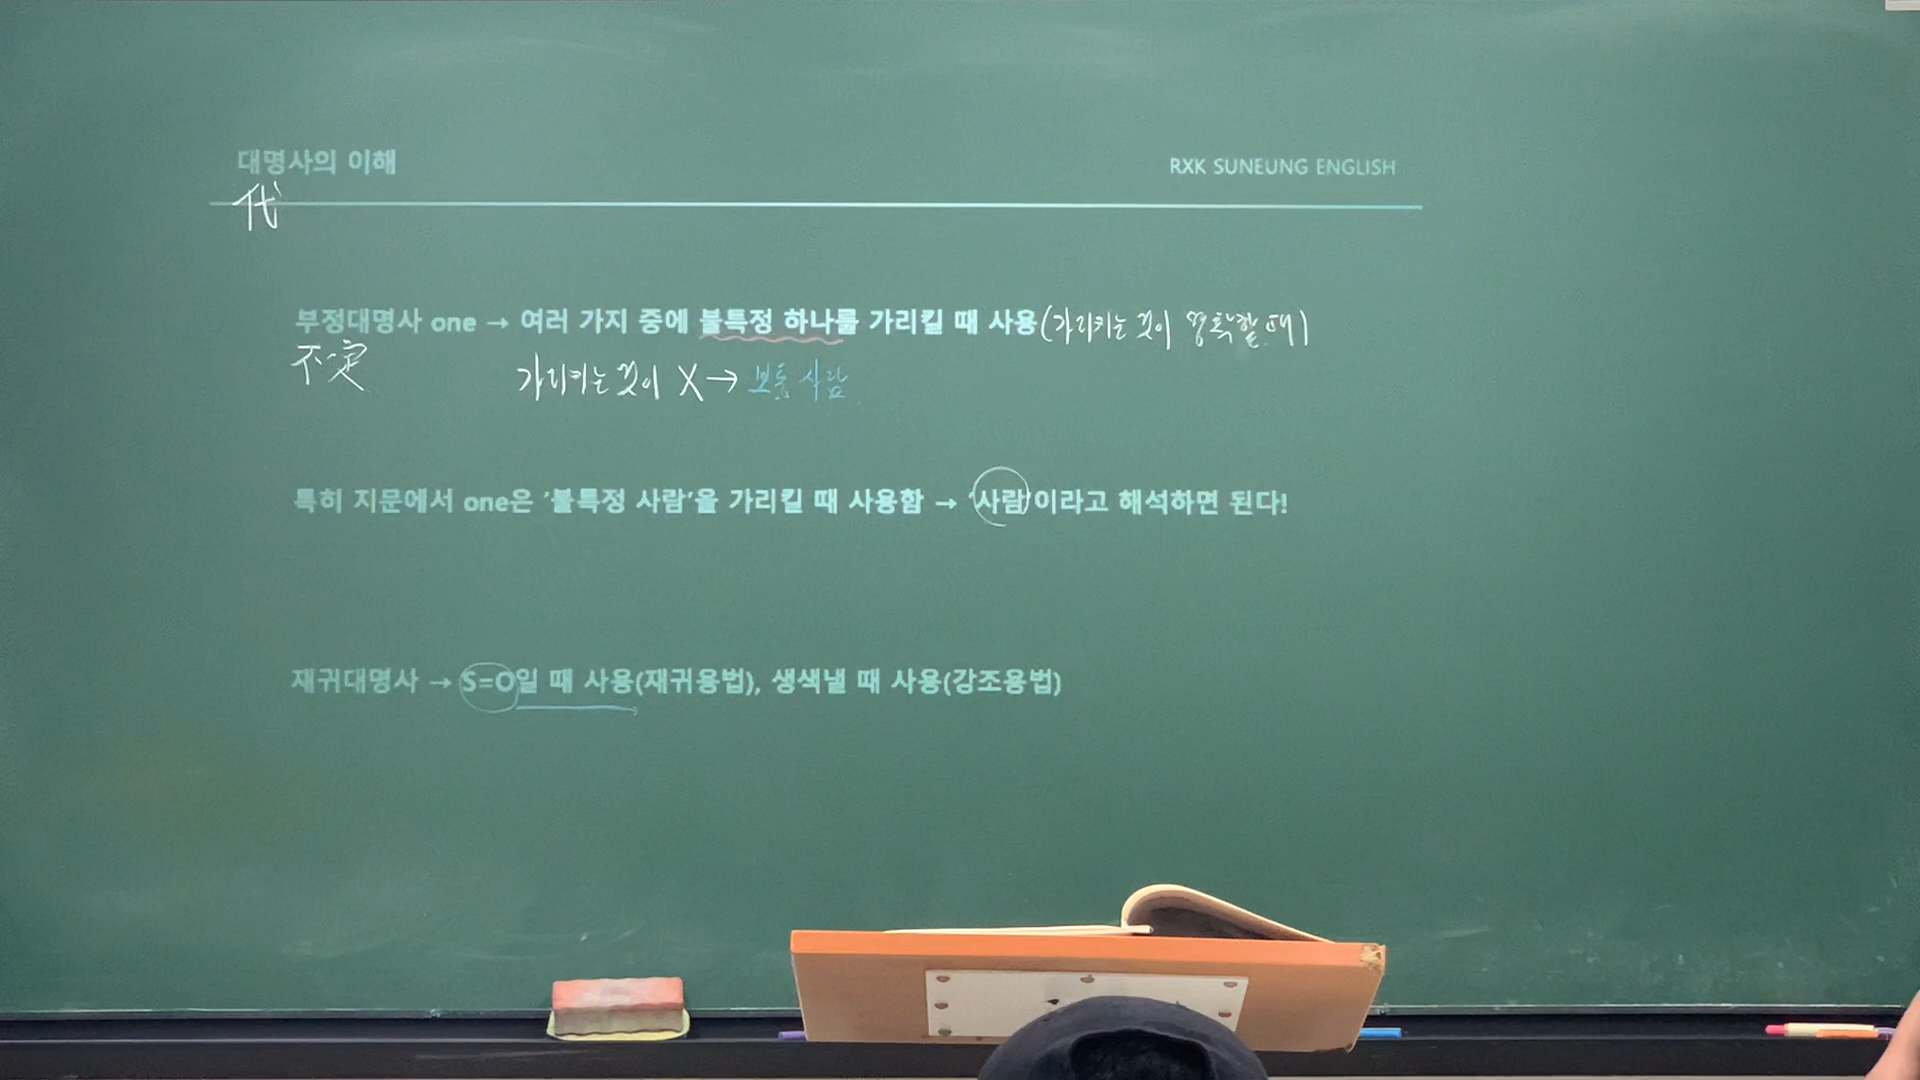 대명사의 이해
RXK SUNEUNG ENGLISH
代
부정대명사 one → 여러 가지 중에 불특정 하나를 가리킬 때 사용(가리키는 것이 명확할 때)
不定
가리키는 것이 X → 보통 사람
특히 지문에서 one은 '불특정 사람'을 가리킬 때 사용함 → '사람'이라고 해석하면 된다!
재귀대명사 → S=O일 때 사용(재귀용법), 생색낼 때 사용(강조용법)